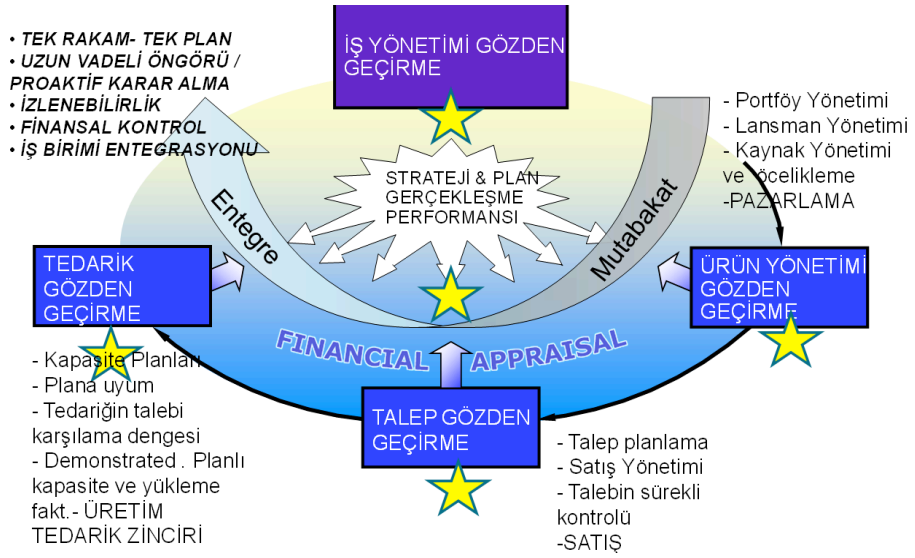 • TEK RAKAM- TEK PLAN
• UZUN VADELİ ÖNGÖRÜ /
PROAKTİF KARAR ALMA
• İZLENEBİLİRLİK
• FİNANSAL KONTROL
• İŞ BİRİMİ ENTEGRASYONU
İŞ YÖNETİMİ GÖZDEN
GEÇİRME
- Portföy Yönetimi
- Lansman Yönetimi
- Kaynak Yönetimi
ve öcelikleme
-PAZARLAMA
STRATEJİ & PLAN
GERÇEKLEŞME
PERFORMANSI
Entegre
Mutabakat
TEDARİK
GÖZDEN
GEÇİRME
ÜRÜN YÖNETİMİ
GÖZDEN
GEÇİRME
FINANCIAL APPRAISAL
- Kapasite Planları
- Plana uyum
- Tedariğin talebi
karşılama dengesi
- Demonstrated . Planlı
kapasite ve yükleme
fakt.- ÜRETİM
TEDARİK ZİNCİRİ
TALEP GÖZDEN
GEÇİRME
- Talep planlama
- Satış Yönetimi
- Talebin sürekli
kontrolü
-SATIŞ